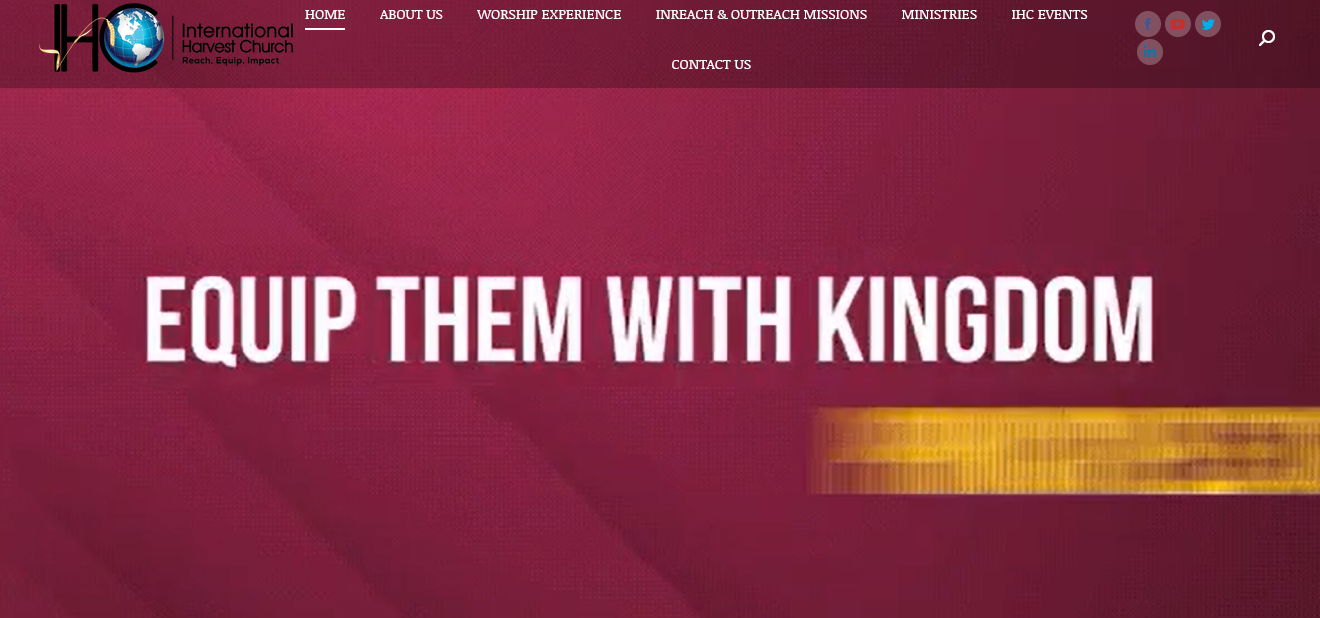 IHC
International
Harvest Church
Reach. Equip. Impact
HOME
ABOUT US
WORSHIP EXPERIENCE
INREACH & OUTREACH MISSIONS
MINISTRIES
IHC EVENTS
CONTACT US
EQUIP THEM WITH KINGDOM